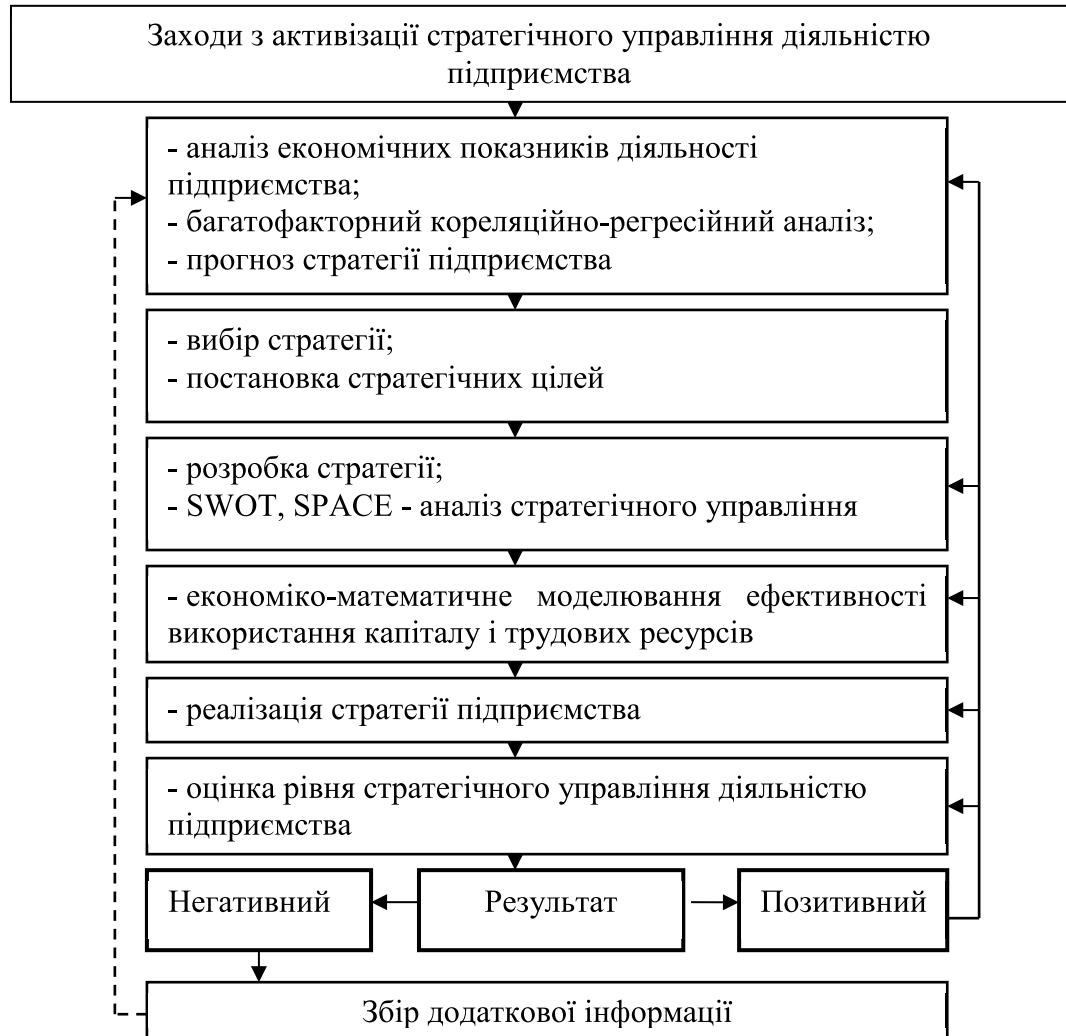 Заходи з активізації стратегічного управління діяльністю
підприємства
- аналіз економічних показників діяльності
підприємства;
- багатофакторний кореляційно-регресійний аналіз;
- прогноз стратегії підприємства
- вибір стратегії;
- постановка стратегічних цілей
- розробка стратегії;
- SWOT, SPACE - аналіз стратегічного управління
- економіко-математичне моделювання ефективності
використання капіталу і трудових ресурсів
- реалізація стратегії підприємства
- оцінка рівня стратегічного управління діяльністю
підприємства
Негативний
Результат
Позитивний
Збір додаткової інформації